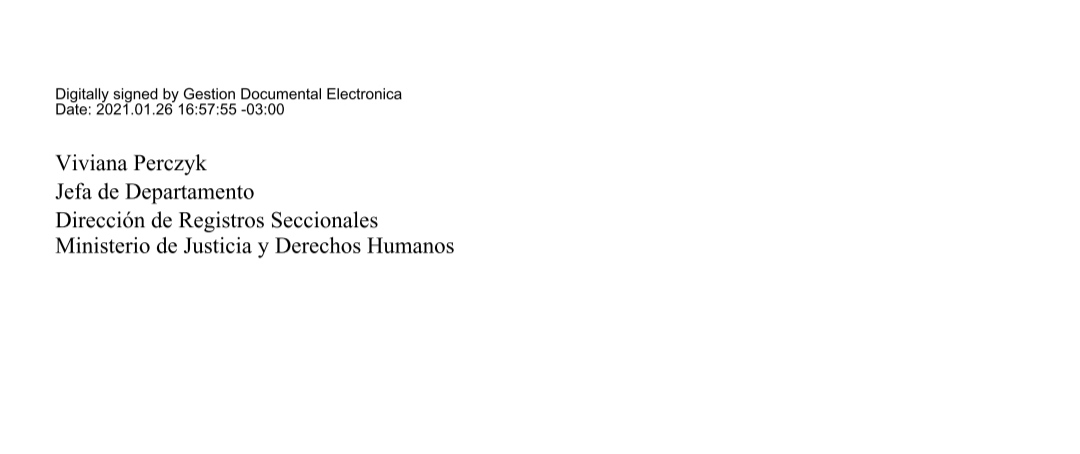 Digitally signed by Gestion Documental Electronica
Date: 2021.01.26 16:57:55 -03:00
Viviana Perczyk
Jefa de Departamento
Dirección de Registros Seccionales
Ministerio de Justicia y Derechos Humanos